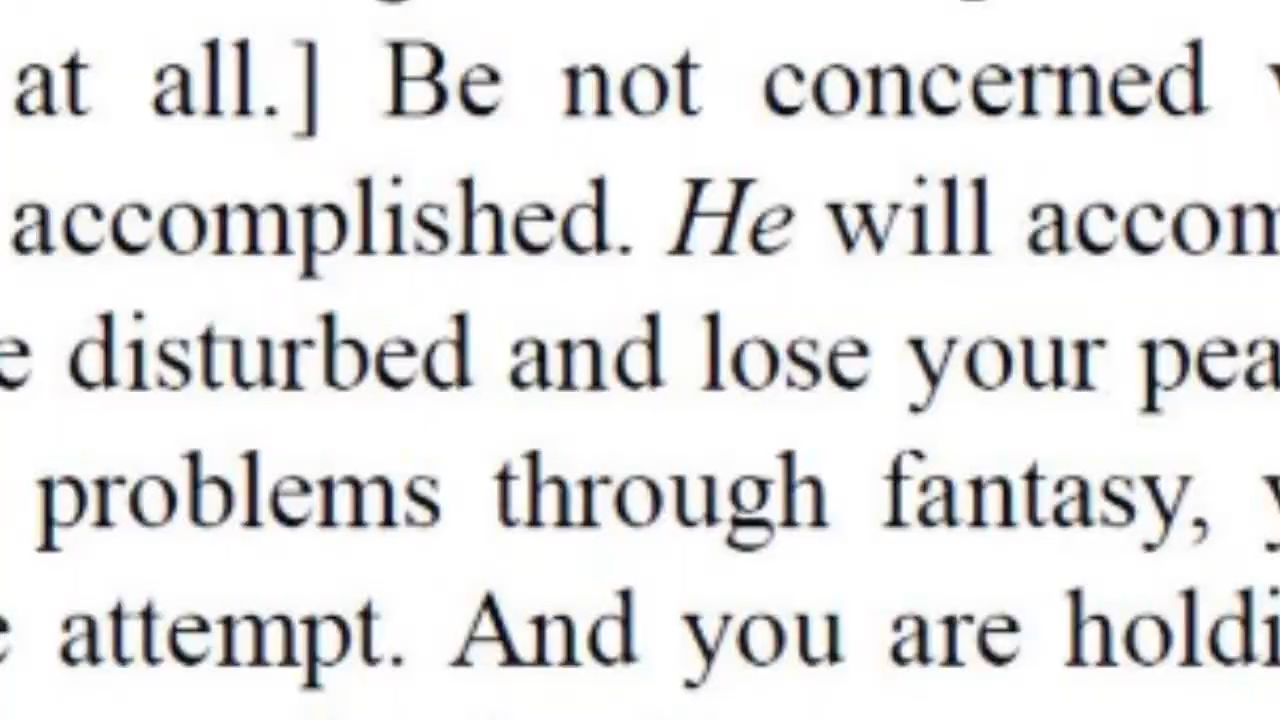 at all.] Be not concerned
accomplished. He will accom
e disturbed and lose your pea
problems through fantasy, y
e attempt. And you are holdi